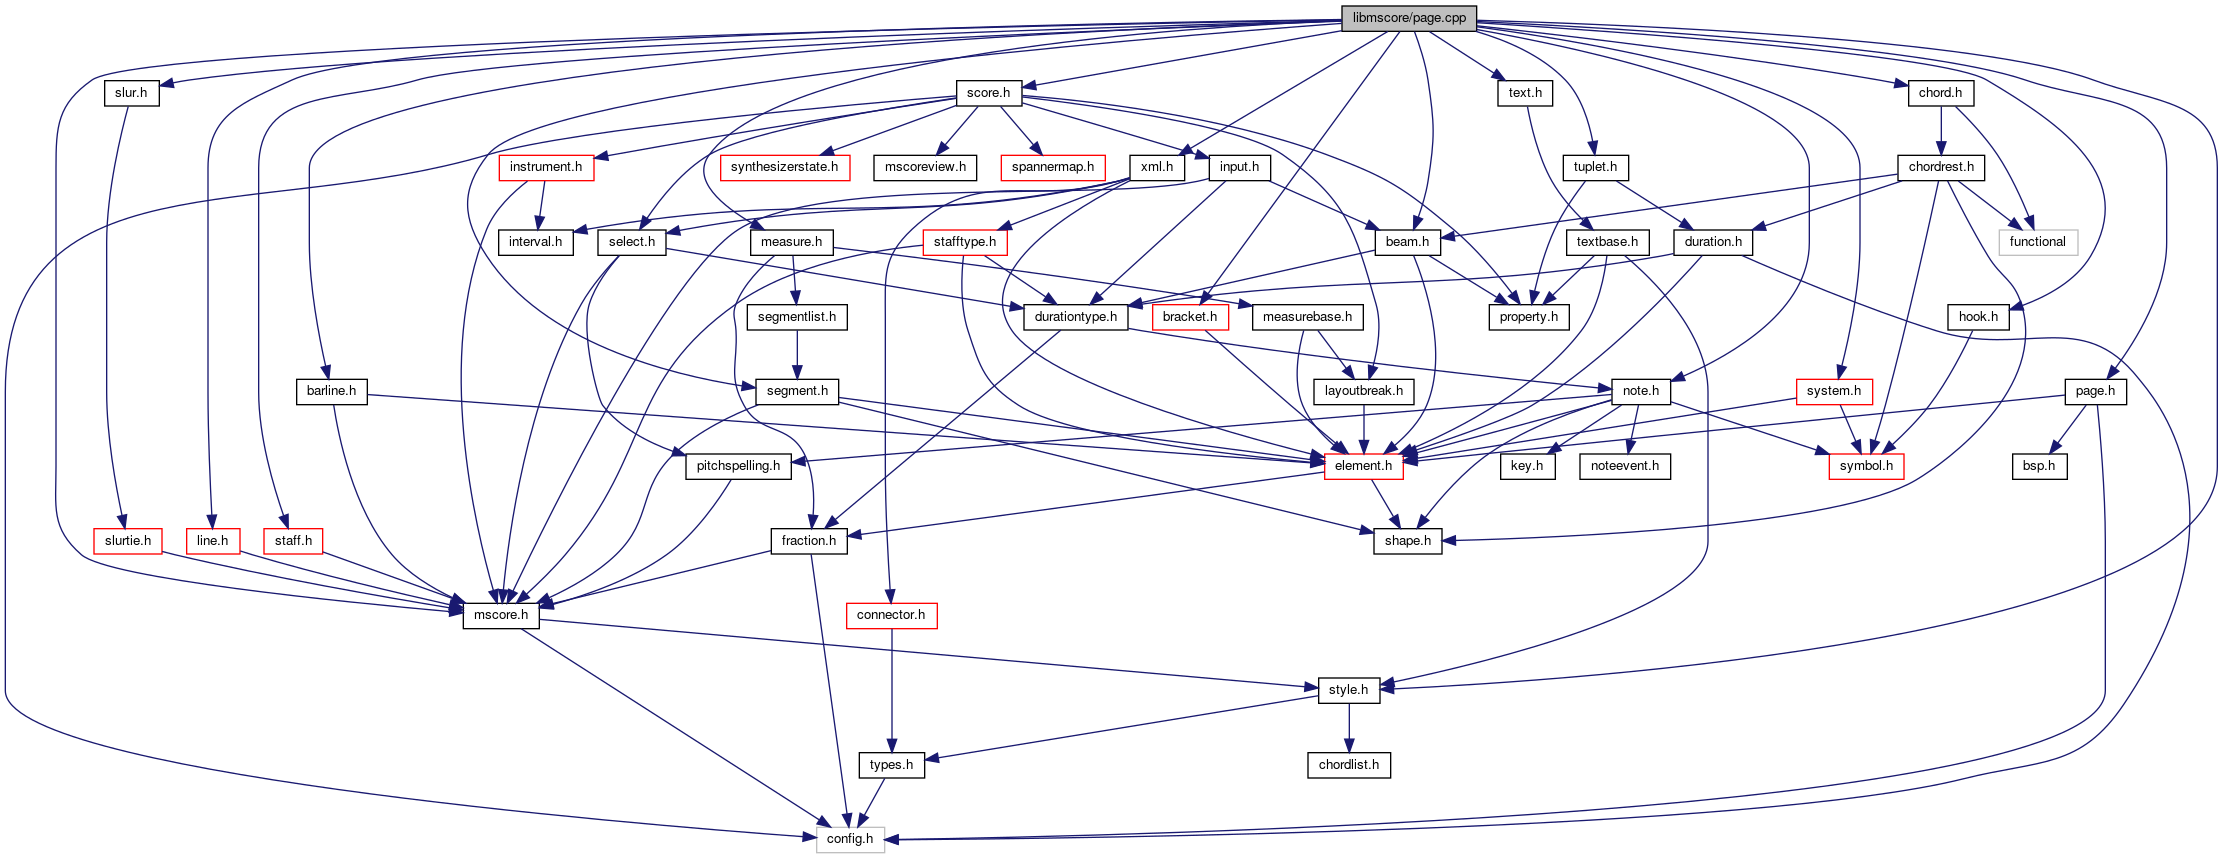 libmscore/page.cpp
slur.h
score.h
text.h
chord.h
instrument.h
synthesizerstate.h
mscoreview.h
spannermap.h
xml.h
input.h
tuplet.h
chordrest.h
interval.h
select.h
measure.h
stafftype.h
beam.h
textbase.h
duration.h
functional
segmentlist.h
durationtype.h
bracket.h
measurebase.h
property.h
hook.h
barline.h
segment.h
layoutbreak.h
note.h
system.h
page.h
pitchspelling.h
element.h
key.h
noteevent.h
symbol.h
bsp.h
slurtie.h
line.h
staff.h
fraction.h
shape.h
mscore.h
connector.h
style.h
types.h
chordlist.h
config.h